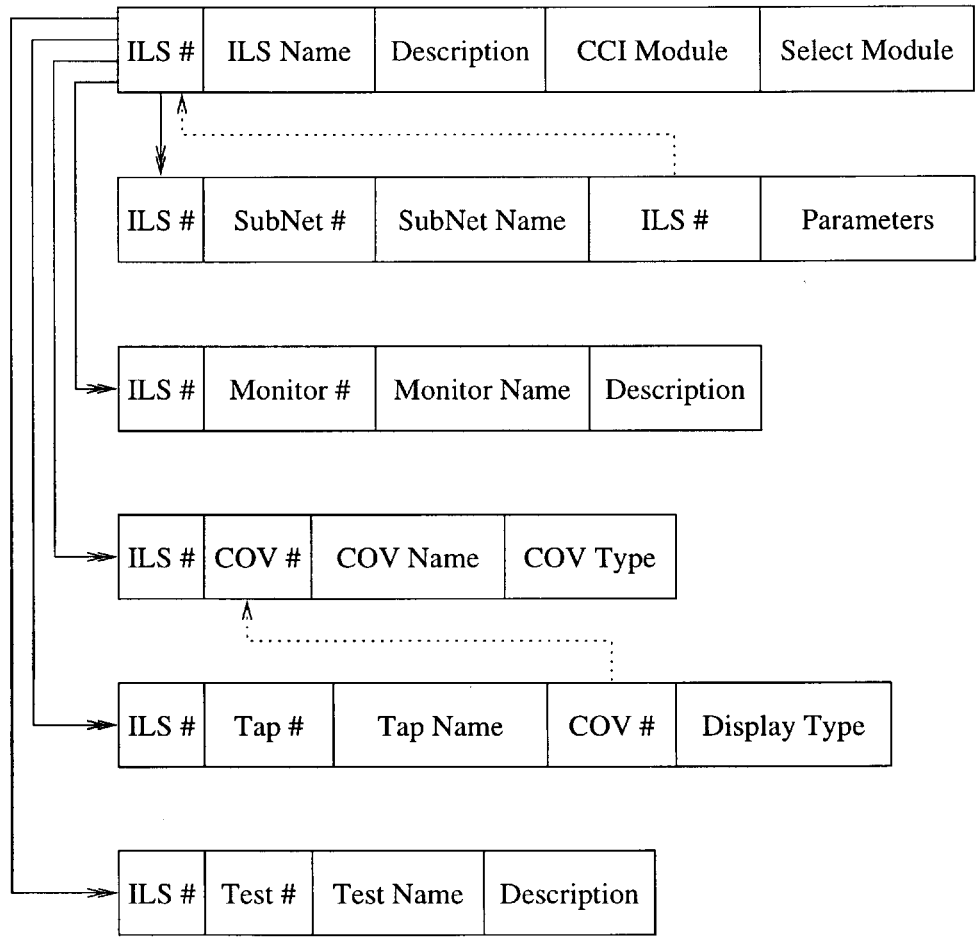 ILS # ILS Name Description CCI Module Select Module
ILS # SubNet # SubNet Name ILS # Parameters
ILS # Monitor # Monitor Name Description
ILS # COV # COV Name COV Type
ILS # Tap # Tap Name COV # Display Type
ILS # Test # Test Name Description